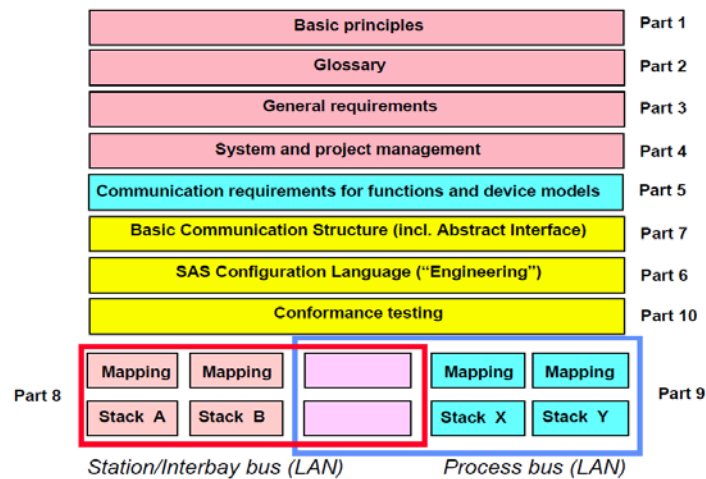 Basic principles Part 1
Glossary Part 2
General requirements Part 3
System and project management Part 4
Communication requirements for functions and device models Part 5
Basic Communication Structure (incl. Abstract Interface) Part 7
SAS Configuration Language (“Engineering”) Part 6
Conformance testing Part 10
Mapping Mapping Mapping Mapping
Part 8 Part 9
Stack A Stack B Stack X Stack Y
Station/Interbay bus (LAN) Process bus (LAN)